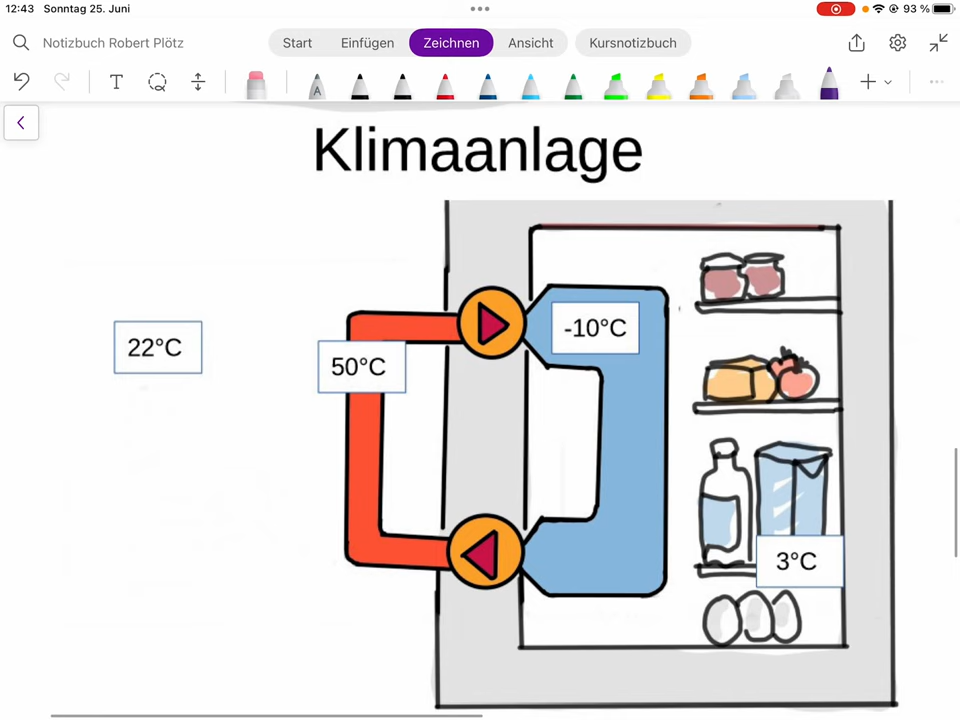 12:43 Sonntag 25. Juni
93 %
Notizbuch Robert Plötz
Start Einfügen Zeichnen Ansicht Kursnotizbuch
T
A
Klimaanlage
22°C
50°C
-10°C
3°C